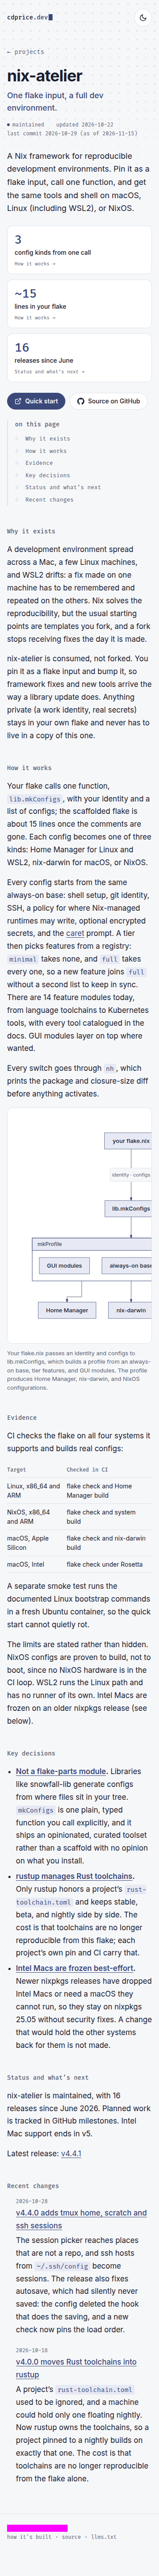 cdprice.dev
← projects
nix-atelier
One flake input, a full dev
environment.
maintained updated 2026-10-22
last commit 2026-10-29 (as of 2026-11-15)
A Nix framework for reproducible
development environments. Pin it as a
flake input, call one function, and get
the same tools and shell on macOS,
Linux (including WSL2), or NixOS.
3
config kinds from one call
How it works →
~15
lines in your flake
How it works →
16
releases since June
Status and what's next →
Quick start
Source on GitHub
on this page
Why it exists
How it works
Evidence
Key decisions
Status and what's next
Recent changes
Why it exists
A development environment spread
across a Mac, a few Linux machines,
and WSL2 drifts: a fix made on one
machine has to be remembered and
repeated on the others. Nix solves the
reproducibility, but the usual starting
points are templates you fork, and a fork
stops receiving fixes the day it is made.
nix-atelier is consumed, not forked. You
pin it as a flake input and bump it, so
framework fixes and new tools arrive the
way a library update does. Anything
private (a work identity, real secrets)
stays in your own flake and never has to
live in a copy of this one.
How it works
Your flake calls one function,
lib.mkConfigs, with your identity and a
list of configs; the scaffolded flake is
about 15 lines once the comments are
gone. Each config becomes one of three
kinds: Home Manager for Linux and
WSL2, nix-darwin for macOS, or NixOS.
Every config starts from the same
always-on base: shell setup, git identity,
SSH, a policy for where Nix-managed
runtimes may write, optional encrypted
secrets, and the caret prompt. A tier
then picks features from a registry:
minimal takes none, and full takes
every one, so a new feature joins full
without a second list to keep in sync.
There are 14 feature modules today,
from language toolchains to Kubernetes
tools, with every tool catalogued in the
docs. GUI modules layer on top where
wanted.
Every switch goes through nh, which
prints the package and closure-size diff
before anything activates.
your flake.nix
identity · configs
lib.mkConfigs
mkProfile
GUI modules
always-on base
Home Manager
nix-darwin
Your flake.nix passes an identity and configs to
lib.mkConfigs, which builds a profile from an always-
on base, tier features, and GUI modules. The profile
produces Home Manager, nix-darwin, and NixOS
configurations.
Evidence
CI checks the flake on all four systems it
supports and builds real configs:
Target Checked in CI
Linux, x86_64 and flake check and Home
ARM Manager build
NixOS, x86_64 flake check and system
and ARM build
macOS, Apple flake check and nix-darwin
Silicon build
macOS, Intel flake check under Rosetta
A separate smoke test runs the
documented Linux bootstrap commands
in a fresh Ubuntu container, so the quick
start cannot quietly rot.
The limits are stated rather than hidden.
NixOS configs are proven to build, not to
boot, since no NixOS hardware is in the
CI loop. WSL2 runs the Linux path and
has no runner of its own. Intel Macs are
frozen on an older nixpkgs release (see
below).
Key decisions
Not a flake-parts module. Libraries
like snowfall-lib generate configs
from where files sit in your tree.
mkConfigs is one plain, typed
function you call explicitly, and it
ships an opinionated, curated toolset
rather than a scaffold with no opinion
on what you install.
rustup manages Rust toolchains.
Only rustup honors a project's rust-
toolchain.toml and keeps stable,
beta, and nightly side by side. The
cost is that toolchains are no longer
reproducible from this flake; each
project's own pin and CI carry that.
Intel Macs are frozen best-effort.
Newer nixpkgs releases have dropped
Intel Macs or need a macOS they
cannot run, so they stay on nixpkgs
25.05 without security fixes. A change
that would hold the other systems
back for them is not made.
Status and what's next
nix-atelier is maintained, with 16
releases since June 2026. Planned work
is tracked in GitHub milestones. Intel
Mac support ends in v5.
Latest release: v4.4.1
Recent changes
2026-10-28
v4.4.0 adds tmux home, scratch and
ssh sessions
The session picker reaches places
that are not a repo, and ssh hosts
from ~/.ssh/config become
sessions. The release also fixes
autosave, which had silently never
saved: the config deleted the hook
that does the saving, and a new
check now pins the load order.
2026-10-18
v4.0.0 moves Rust toolchains into
rustup
A project's rust-toolchain.toml
used to be ignored, and a machine
could hold only one floating nightly.
Now rustup owns the toolchains, so a
project pinned to a nightly builds on
exactly that one. The cost is that
toolchains are no longer reproducible
from the flake alone.
how it's built · source · llms.txt